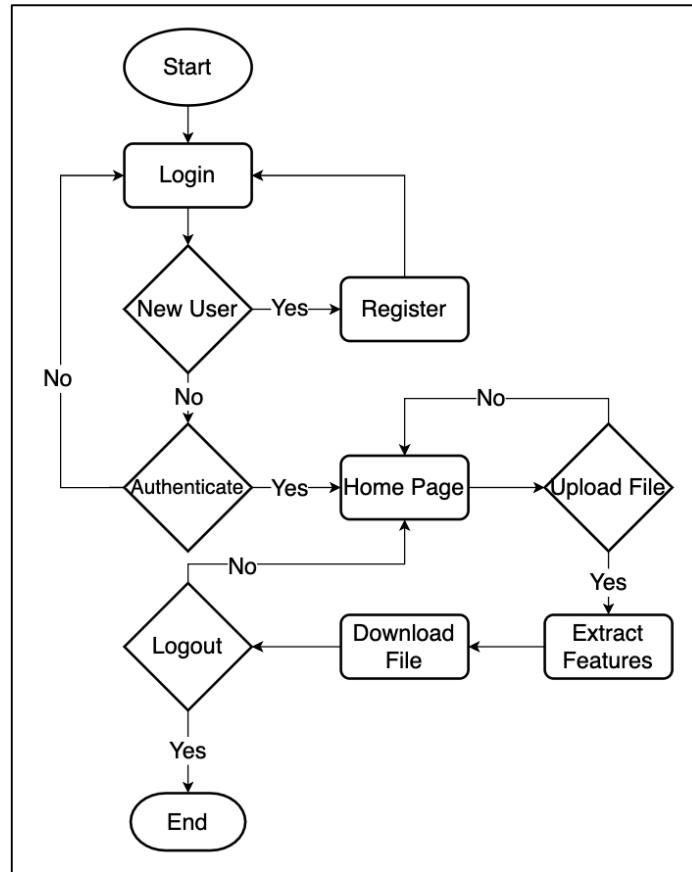 Start
Login
New User
Yes
Register
No
No
No
Authenticate
Yes
Home Page
Upload File
No
Yes
Logout
Download
File
Extract
Features
Yes
End